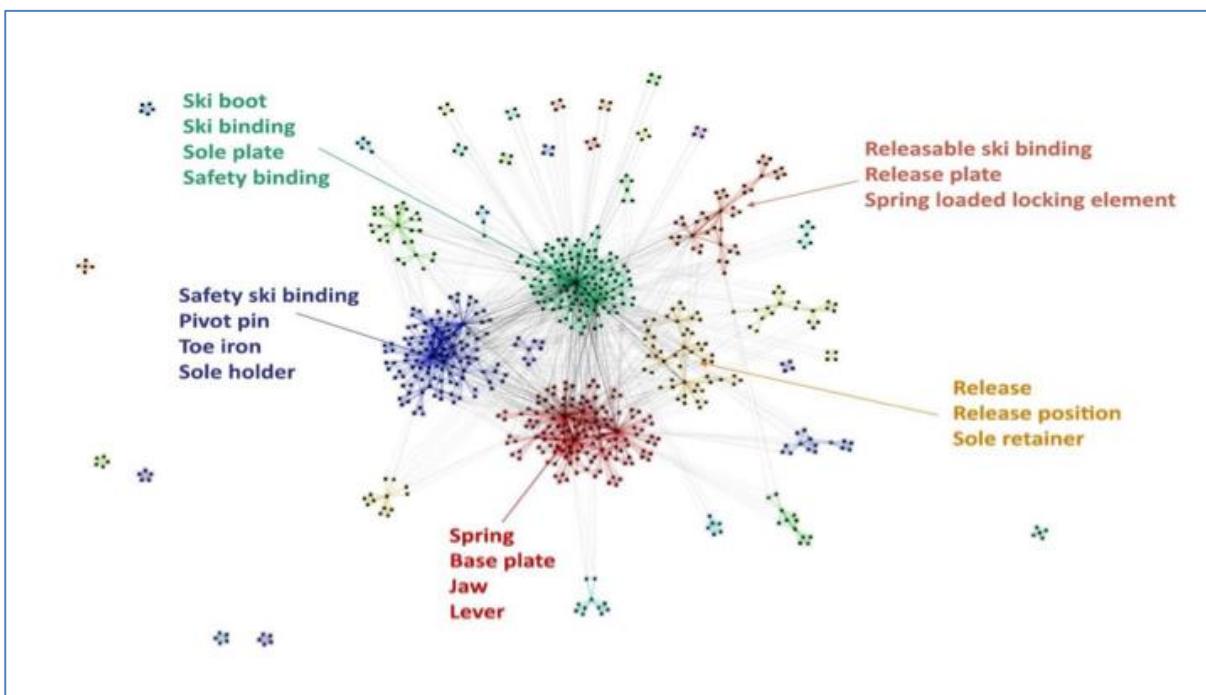 Ski boot
Ski binding
Sole plate
Safety binding
Releasable ski binding
Release plate
Spring loaded locking element
Safety ski binding
Pivot pin
Toe iron
Sole holder
Release
Release position
Sole retainer
Spring
Base plate
Jaw
Lever